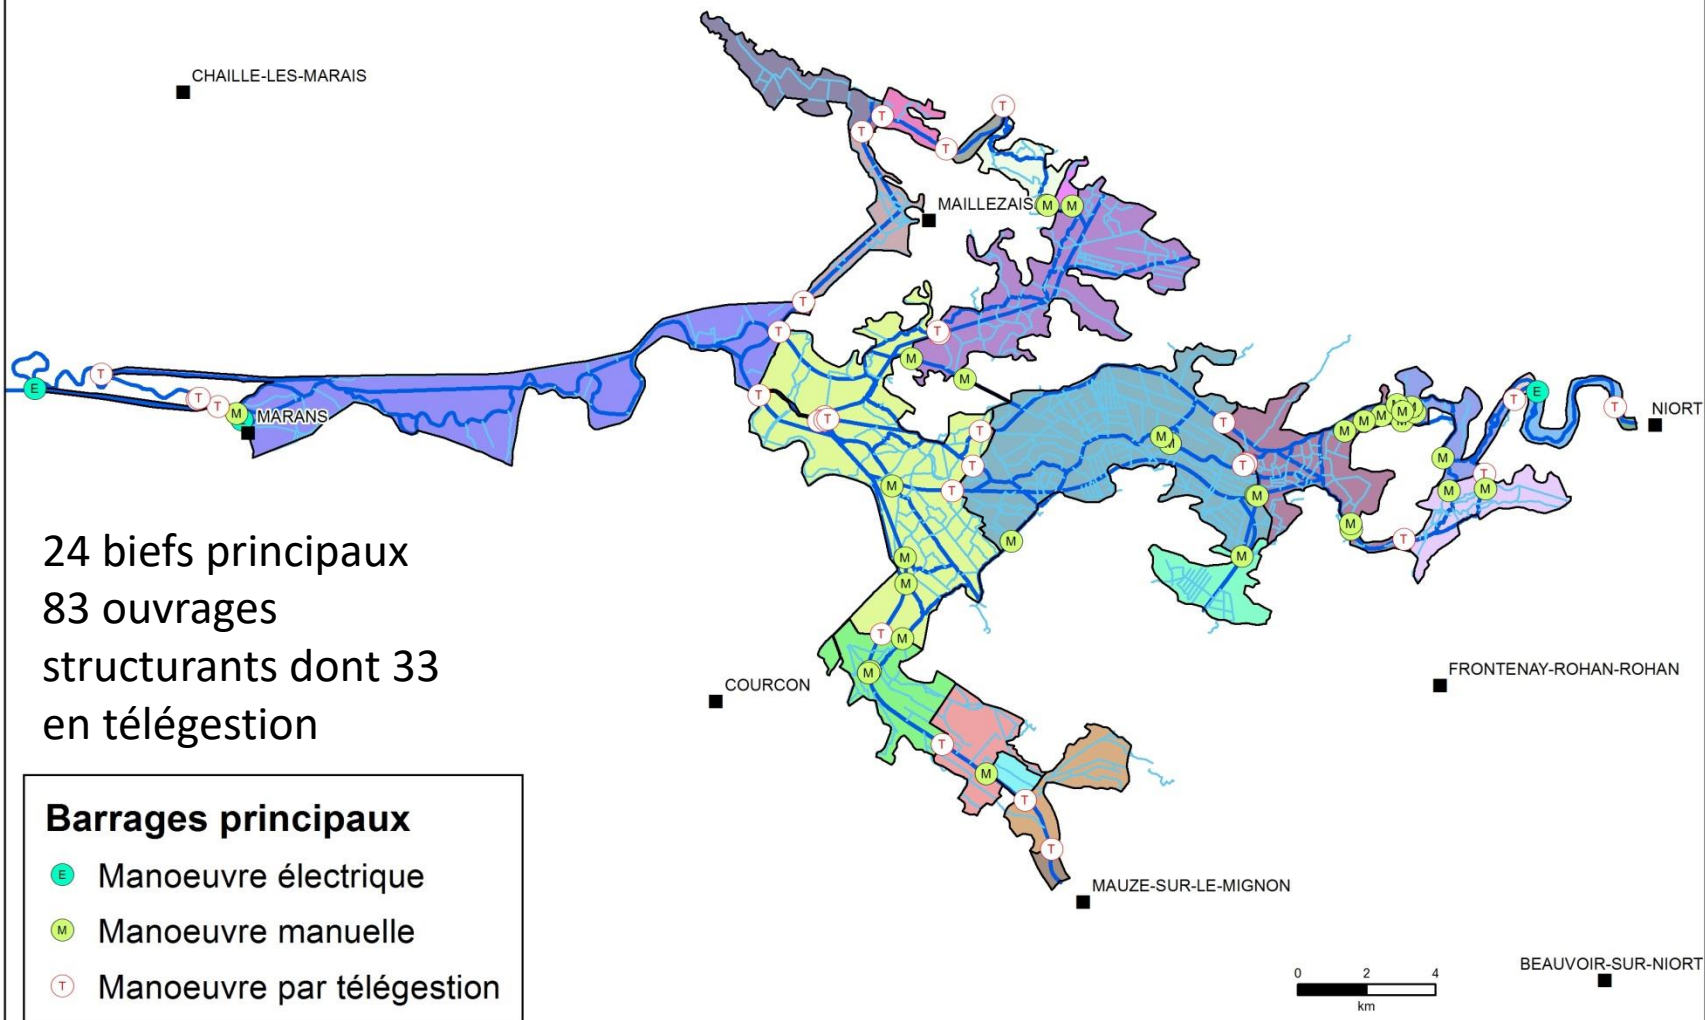 CHAILLE-LES-MARAIS
MAILLEZAIS
MARANS
NIORT
24 biefs principaux
83 ouvrages
structurants dont 33
en télégestion
COURCON
FRONTENAY-ROHAN-ROHAN
MAUZE-SUR-LE-MIGNON
BEAUVOIR-SUR-NIORT
Barrages principaux
E Manoeuvre électrique
M Manoeuvre manuelle
T Manoeuvre par télégestion
0 2 4
km